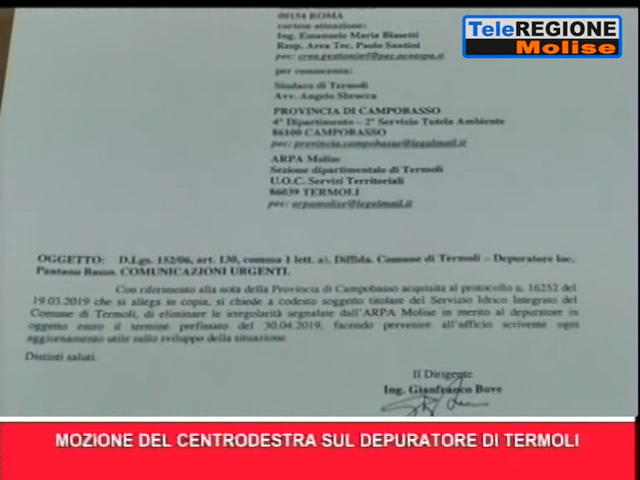 00154 ROMA
TeleREGIONE
Molise
cortese attenzione:
Ing. Emanuele Maria Biasetti
Resp. Area Tec. Paolo Santini
pec:
per conoscenza:
Sindaco di Termoli
Avv. Angelo Sbrocca
PROVINCIA DI CAMPOBASSO
4° Dipartimento – 2° Servizio Tutela Ambiente
86100 CAMPOBASSO
pec: provincia.campobasso@legalmail.it
ARPA Molise
Sezione dipartimentale di Termoli
U.O.C. Servizi Territoriali
86039 TERMOLI
pec: arpamolise@legalmail.it
OGGETTO: D.lgs. 152/06, art. 130, comma 1 lett. a). Diffida. Comune di Termoli – Depuratore loc.
Pantano Basso. COMUNICAZIONI URGENTI.
Con riferimento alla nota della Provincia di Campobasso acquisita al protocollo n. 16252 del
19.03.2019 che si allega in copia, si chiede a codesto soggetto titolare del Servizio Idrico Integrato del
Comune di Termoli, di eliminare le irregolarità segnalate dall'ARPA Molise in merito al depuratore in
oggetto entro il termine prefissato del 30.04.2019, facendo pervenire all'ufficio scrivente ogni
aggiornamento utile sullo sviluppo della situazione.
Distinti saluti
Il Dirigente
Ing. Gianfranco Bove
MOZIONE DEL CENTRODESTRA SUL DEPURATORE DI TERMOLI